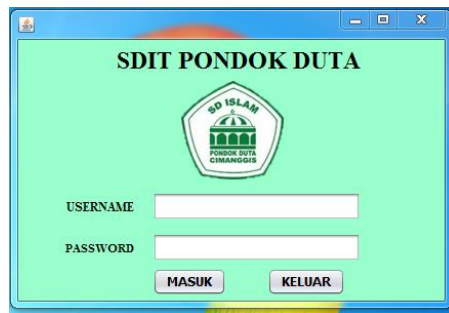 SDIT PONDOK DUTA
SD ISLAM
PONDOK DUTA
CIMANGGIS
USERNAME
PASSWORD
MASUK
KELUAR